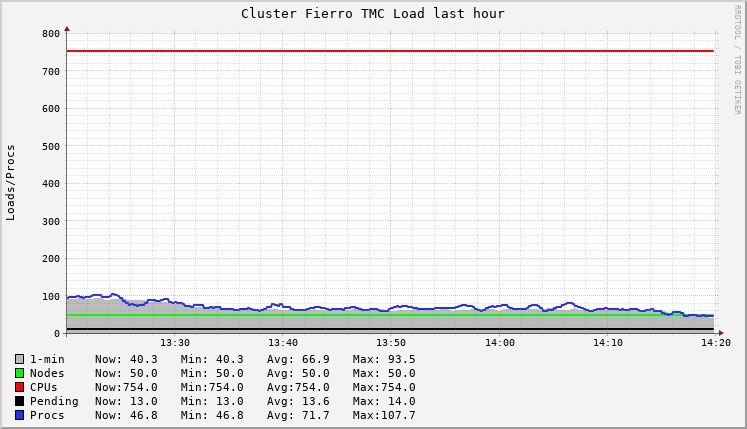 Cluster Fierro TMC Load last hour
RRDTOOL / TOBI OETIKER
Loads/Procs
800
700
600
500
400
300
200
100
0
13:30 13:40 13:50 14:00 14:10 14:20
1-min Now: 40.3 Min: 40.3 Avg: 66.9 Max: 93.5
Nodes Now: 50.0 Min: 50.0 Avg: 50.0 Max: 50.0
CPUs Now:754.0 Min:754.0 Avg:754.0 Max:754.0
Pending Now: 13.0 Min: 13.0 Avg: 13.6 Max: 14.0
Procs Now: 46.8 Min: 46.8 Avg: 71.7 Max:107.7